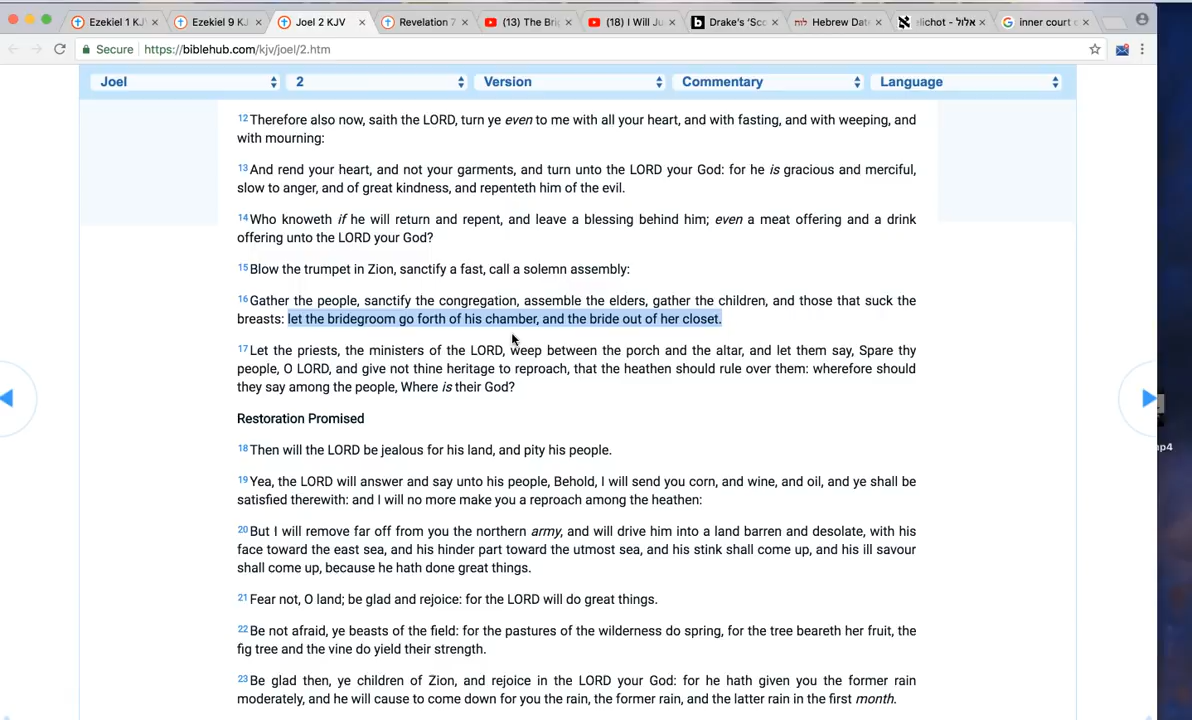 Ezekiel 1 KJ
Ezekiel 9 KJ
Joel 2 KJV
Revelation 7
(13) The Bri
(18) I Will Ju
Drake's 'Sco
Hebrew Dat
elichot - אלול
inner court o
Secure https://biblehub.com/kjv/joel/2.htm
Joel 2 Version Commentary Language
12 Therefore also now, saith the LORD, turn ye even to me with all your heart, and with fasting, and with weeping, and
with mourning:
13 And rend your heart, and not your garments, and turn unto the LORD your God: for he is gracious and merciful,
slow to anger, and of great kindness, and repenteth him of the evil.
14 Who knoweth if he will return and repent, and leave a blessing behind him; even a meat offering and a drink
offering unto the LORD your God?
15 Blow the trumpet in Zion, sanctify a fast, call a solemn assembly:
16 Gather the people, sanctify the congregation, assemble the elders, gather the children, and those that suck the
breasts: let the bridegroom go forth of his chamber, and the bride out of her closet.
17 Let the priests, the ministers of the LORD, weep between the porch and the altar, and let them say, Spare thy
people, O LORD, and give not thine heritage to reproach, that the heathen should rule over them: wherefore should
they say among the people, Where is their God?
Restoration Promised
18 Then will the LORD be jealous for his land, and pity his people.
19 Yea, the LORD will answer and say unto his people, Behold, I will send you corn, and wine, and oil, and ye shall be
satisfied therewith: and I will no more make you a reproach among the heathen:
20 But I will remove far off from you the northern army, and will drive him into a land barren and desolate, with his
face toward the east sea, and his hinder part toward the utmost sea, and his stink shall come up, and his ill savour
shall come up, because he hath done great things.
21 Fear not, O land; be glad and rejoice: for the LORD will do great things.
22 Be not afraid, ye beasts of the field: for the pastures of the wilderness do spring, for the tree beareth her fruit, the
fig tree and the vine do yield their strength.
23 Be glad then, ye children of Zion, and rejoice in the LORD your God: for he hath given you the former rain
moderately, and he will cause to come down for you the rain, the former rain, and the latter rain in the first month.
mp4